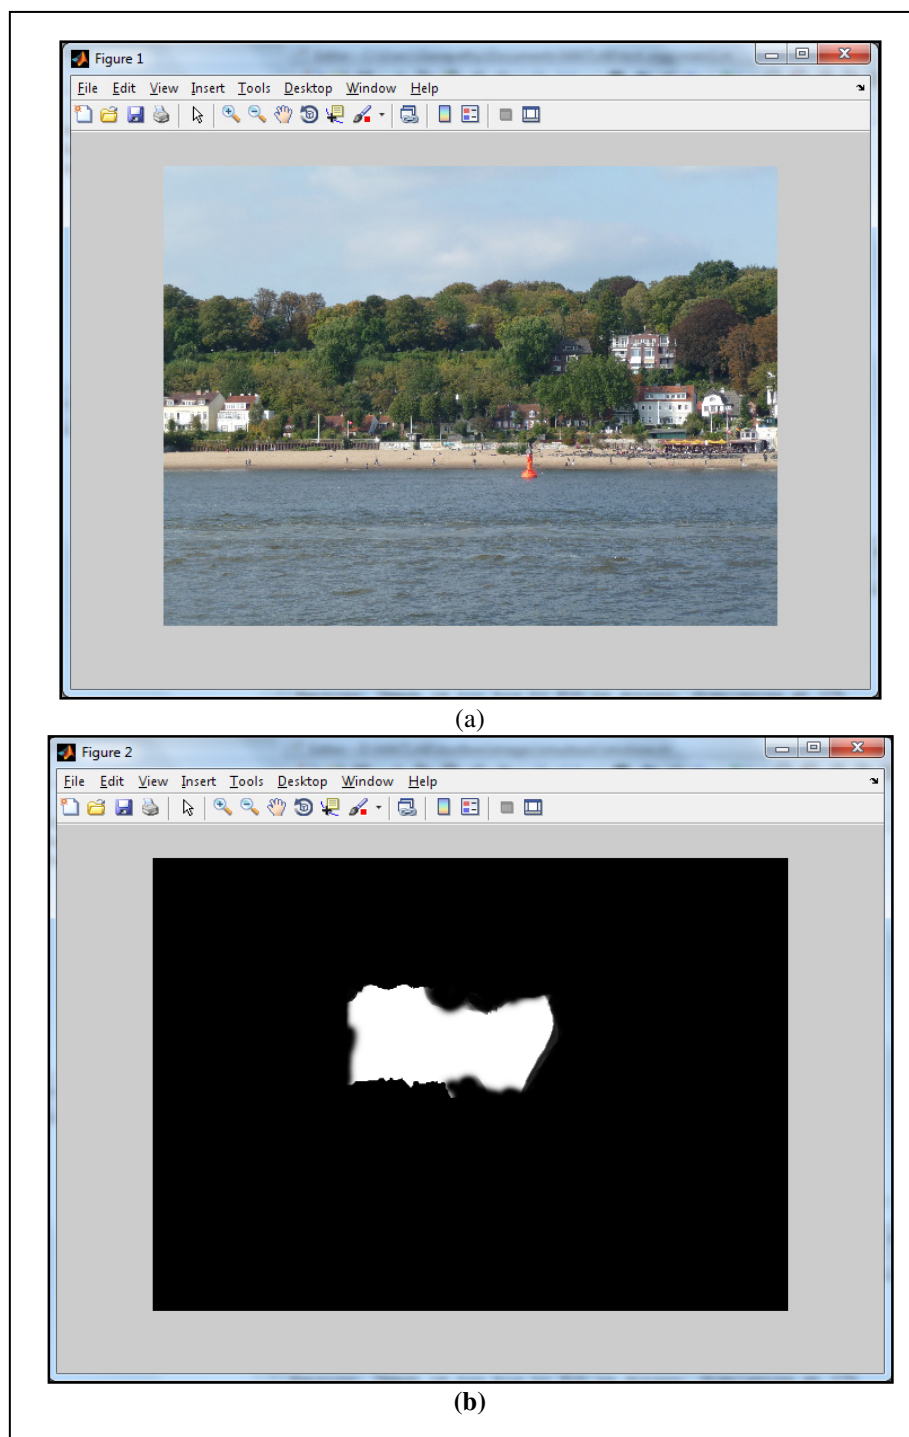 Figure 1
File Edit View Insert Tools Desktop Window Help
(a)
Figure 2
File Edit View Insert Tools Desktop Window Help
(b)